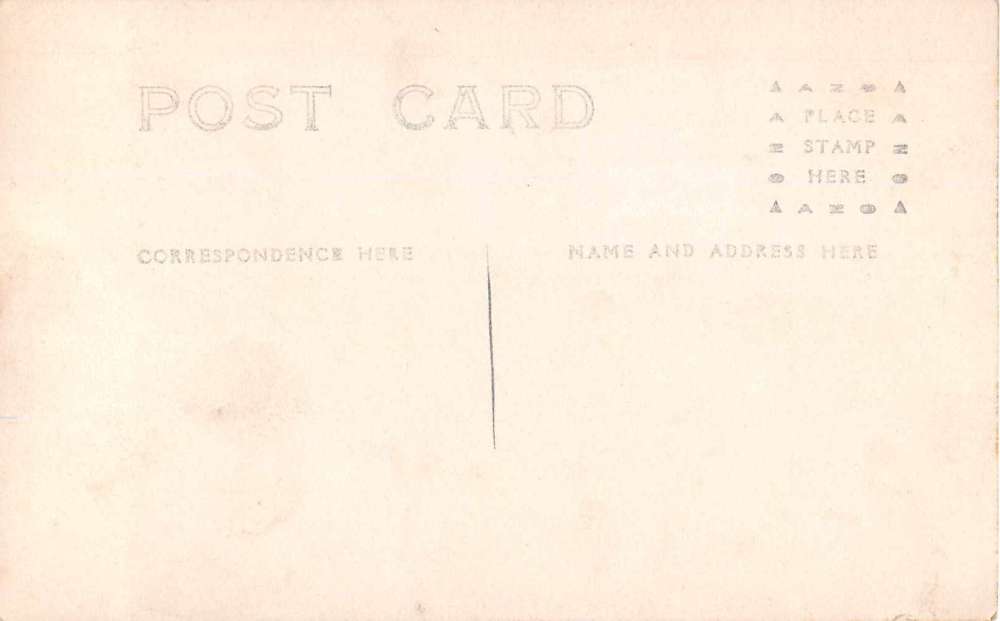 POST CARD
▲ A Z O ▲
A PLACE A
Z STAMP Z
O HERE O
▲ A Z O ▲
CORRESPONDENCE HERE
NAME AND ADDRESS HERE